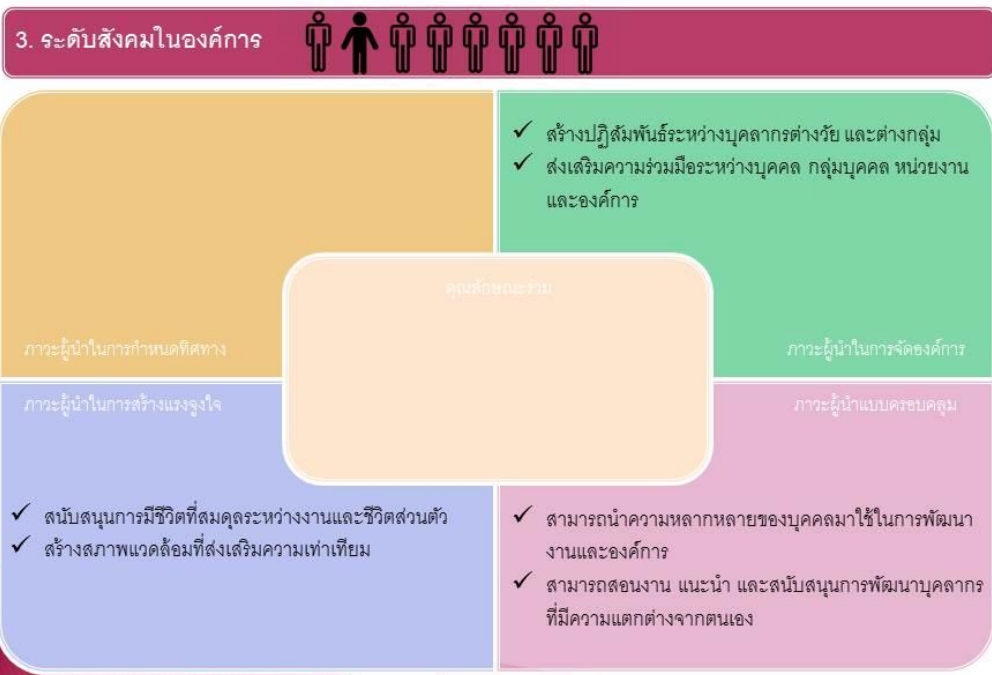 3. ระดับสังคมในองค์การ
✓ สร้างปฏิสัมพันธ์ระหว่างบุคลากรต่างวัย และต่างกลุ่ม
✓ ส่งเสริมความร่วมมือระหว่างบุคคล กลุ่มบุคคล หน่วยงาน
และองค์การ
คุณลักษณะร่วม
ภาวะผู้นำในการกำหนดทิศทาง
ภาวะผู้นำในการจัดองค์การ
ภาวะผู้นำในการสร้างแรงจูงใจ
ภาวะผู้นำแบบครอบคลุม
✓ สนับสนุนการมีชีวิตที่สมดุลระหว่างงานและชีวิตส่วนตัว
✓ สร้างสภาพแวดล้อมที่ส่งเสริมความเท่าเทียม
✓ สามารถนำความหลากหลายของบุคคลมาใช้ในการพัฒนา
งานและองค์การ
✓ สามารถสอนงาน แนะนำ และสนับสนุนการพัฒนาบุคลากร
ที่มีความแตกต่างจากตนเอง